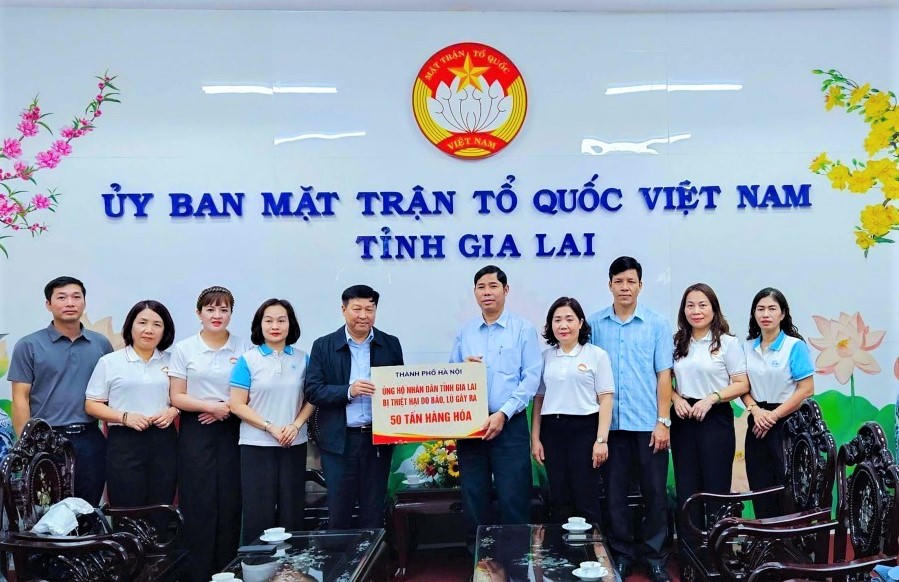 MẶT TRẬN TỔ QUỐC
VIỆT NAM
ỦY BAN MẶT TRẬN TỔ QUỐC VIỆT NAM
TỈNH GIA LAI
THÀNH PHỐ HÀ NỘI
ỦNG HỘ NHÂN DÂN TỈNH GIA LAI
BỊ THIỆT HẠI DO BÃO, LŨ GÂY RA
50 TẤN HÀNG HÓA